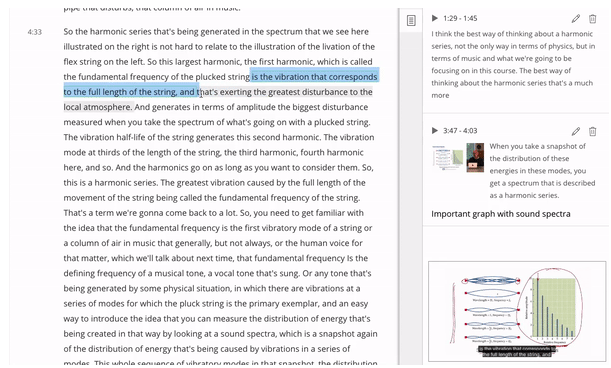 pipe that disturbs, that column of air in music.
4:33
So the harmonic series that's being generated in the spectrum that we see here
illustrated on the right is not hard to relate to the illustration of the livation of the
flex string on the left. So this largest harmonic, the first harmonic, which is called
the fundamental frequency of the plucked string is the vibration that corresponds
to the full length of the string, and that's exerting the greatest disturbance to the
local atmosphere. And generates in terms of amplitude the biggest disturbance
measured when you take the spectrum of what's going on with a plucked string.
The vibration half-life of the string generates this second harmonic. The vibration
mode at thirds of the length of the string, the third harmonic, fourth harmonic
here, and so. And the harmonics go on as long as you want to consider them. So,
this is a harmonic series. The greatest vibration caused by the full length of the
movement of the string being called the fundamental frequency of the string.
That's a term we're gonna come back to a lot. So, you need to get familiar with
the idea that the fundamental frequency is the first vibratory mode of a string or
a column of air in music that generally, but not always, or the human voice for
that matter, which we'll talk about next time, that fundamental frequency Is the
defining frequency of a musical tone, a vocal tone that's sung. Or any tone that's
being generated by some physical situation, in which there are vibrations at a
series of modes for which the pluck string is the primary exemplar, and an easy
way to introduce the idea that you can measure the distribution of energy that's
being created in that way by looking at a sound spectra, which is a snapshot again
of the distribution of energy that's being caused by vibrations in a series of
modes. This whole sequence of vibratory modes in that snapshot, the distribution
1:29 - 1:45
I think the best way of thinking about a harmonic
series, not the only way in terms of physics, but in
terms of music and what we're going to be
focusing on in this course. The best way of
thinking about the harmonic series that's much
more
3:47 - 4:03
When you take a snapshot of
the distribution of these
energies in these modes, you
get a spectrum that is described
as a harmonic series.
Important graph with sound spectra
is the vibration that corresponds to
the full length of the string, and